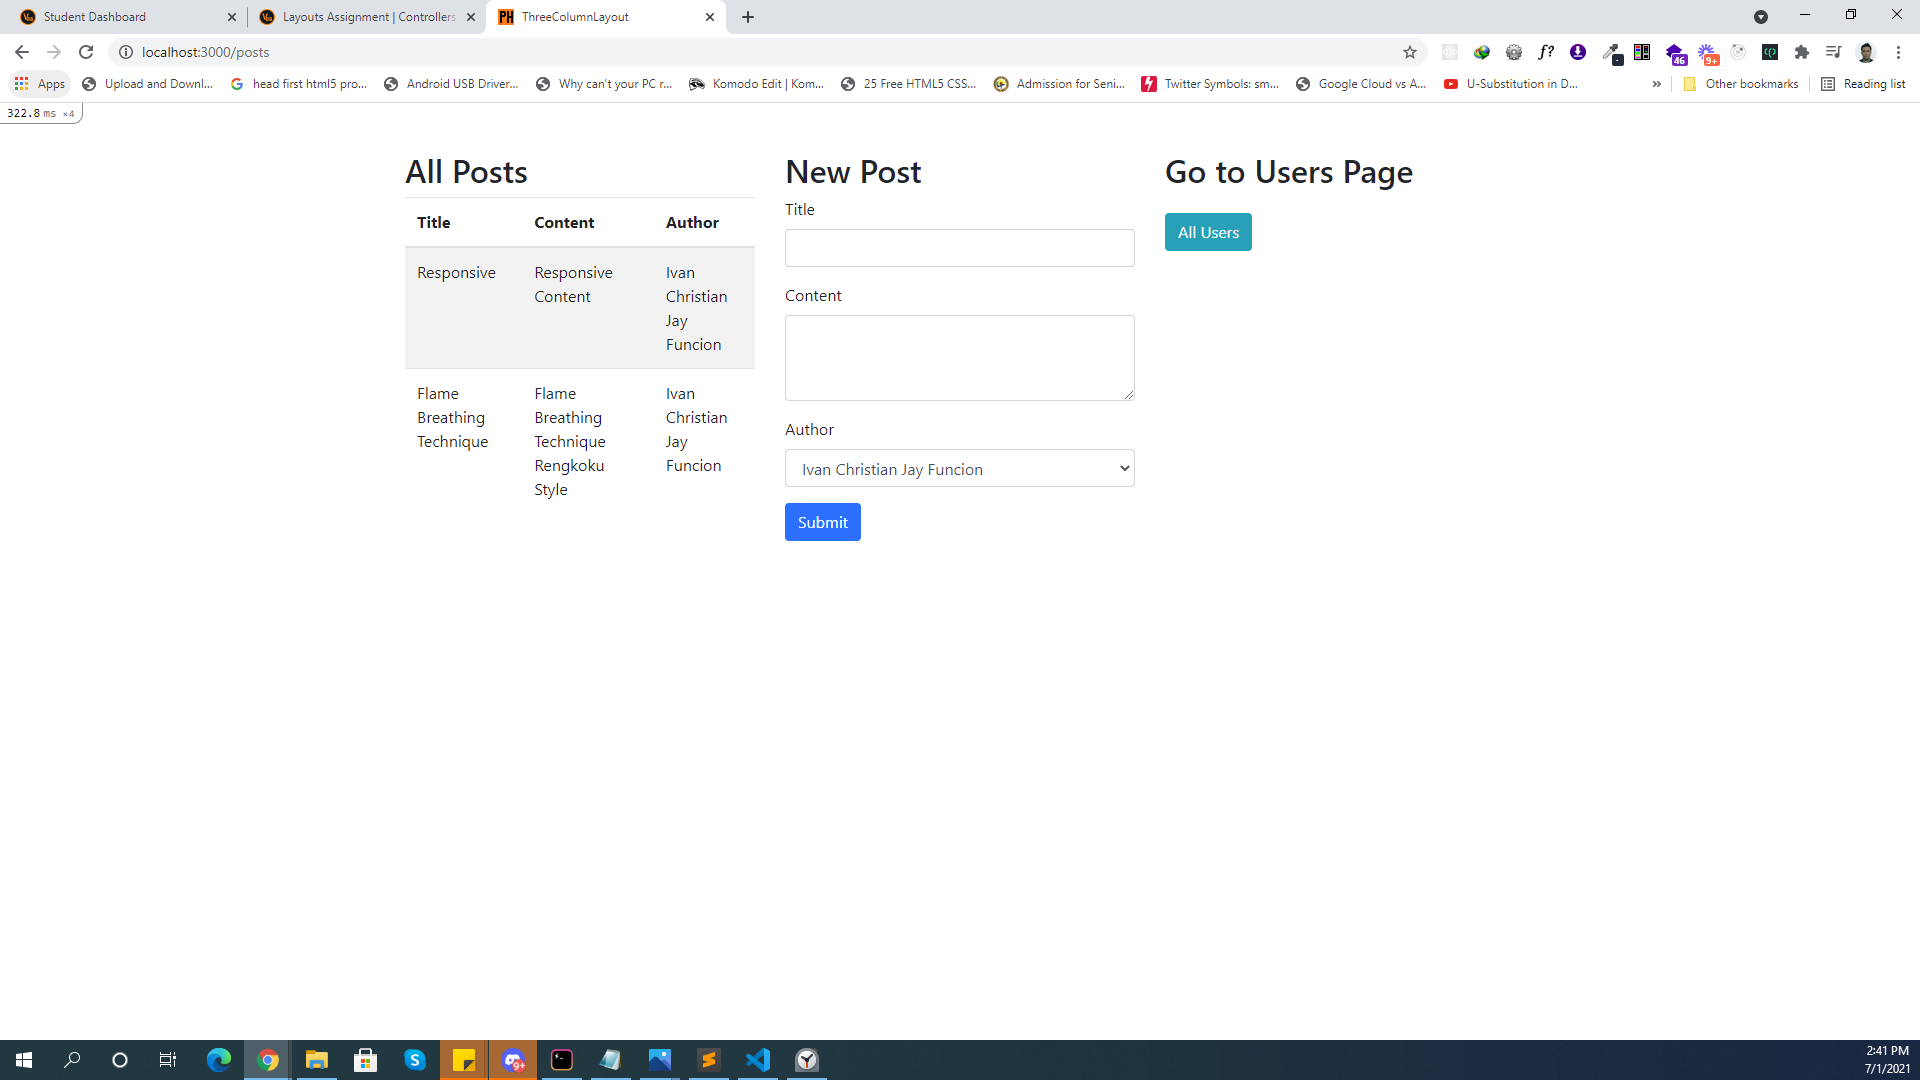 Student Dashboard
Layouts Assignment | Controllers
ThreeColumnLayout
localhost:3000/posts
f?
46
9+
Apps
Upload and Downl...
head first html5 pro...
Android USB Driver...
Why can't your PC r...
Komodo Edit | Kom...
25 Free HTML5 CSS...
Admission for Seni...
Twitter Symbols: sm...
Google Cloud vs A...
U-Substitution in D...
»
Other bookmarks
Reading list
322.8 ms ×4
All Posts
Title Content Author
Responsive
Responsive
Content
Ivan
Christian
Jay
Funcion
Flame
Breathing
Technique
Flame
Breathing
Technique
Rengkoku
Style
Ivan
Christian
Jay
Funcion
New Post
Title
Content
Author
Ivan Christian Jay Funcion
Submit
Go to Users Page
All Users
9+
2:41 PM
7/1/2021